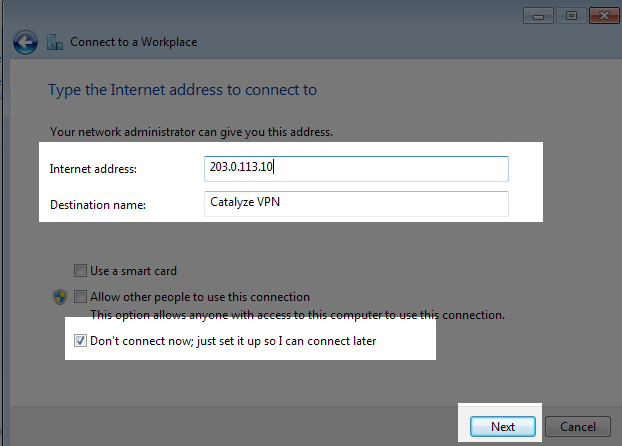 Connect to a Workplace
Type the Internet address to connect to
Your network administrator can give you this address.
Internet address: 203.0.113.10
Destination name: Catalyze VPN
Use a smart card
Allow other people to use this connection
This option allows anyone with access to this computer to use this connection.
Don't connect now; just set it up so I can connect later
Next Cancel